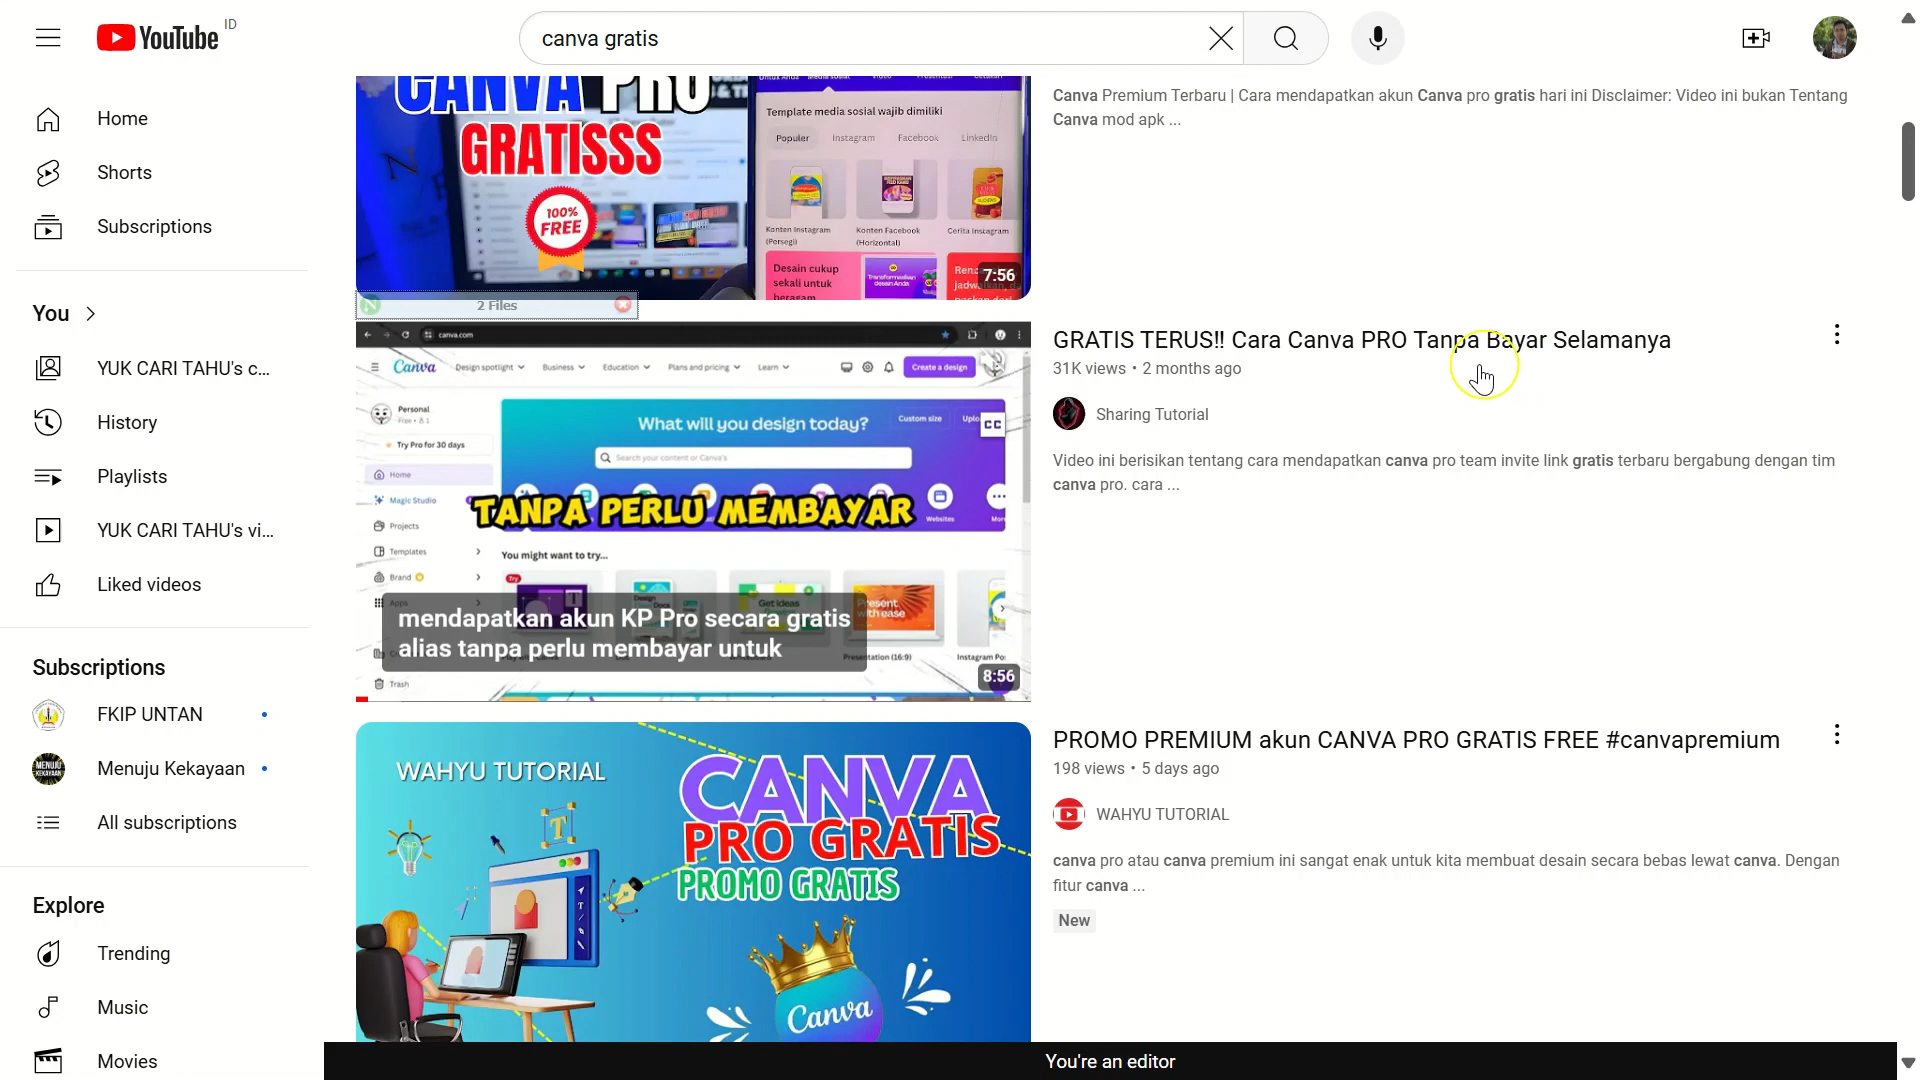 YouTube ID
canva gratis
Home
Shorts
Subscriptions
You
YUK CARI TAHU's c...
History
Playlists
YUK CARI TAHU's vi...
Liked videos
Subscriptions
FKIP UNTAN
Menuju Kekayaan
All subscriptions
Explore
Trending
Music
Movies
CANVA PRO
GRATISSS
100%
FREE
Template media sosial wajib dimiliki
Populer Instagram Facebook LinkedIn
Konten Instagram
(Persegi)
Konten Facebook
(Horizontal)
Cerita Instagram
Desain cukup
sekali untuk
beragam
7:56
Canva Premium Terbaru | Cara mendapatkan akun Canva pro gratis hari ini Disclaimer: Video ini bukan Tentang
Canva mod apk ...
2 Files
canva.com
Canva Design spotlight Business Education Plans and pricing Learn Create a design
Personal
Try Pro for 30 days
Home
Magic Studio
Projects
Templates
Brand
Apps
Trash
What will you design today?
Custom size
CC
Search your content or Canva's
TANPA PERLU MEMBAYAR
Websites
You might want to try...
Try
Get ideas
Present
with ease
mendapatkan akun KP Pro secara gratis
alias tanpa perlu membayar untuk
Presentation (16:9)
8:56
GRATIS TERUS!! Cara Canva PRO Tanpa Bayar Selamanya
31K views • 2 months ago
Sharing Tutorial
Video ini berisikan tentang cara mendapatkan canva pro team invite link gratis terbaru bergabung dengan tim
canva pro. cara ...
WAHYU TUTORIAL
CANVA
PRO GRATIS
PROMO GRATIS
T
Canva
PROMO PREMIUM akun CANVA PRO GRATIS FREE #canvapremium
198 views • 5 days ago
WAHYU TUTORIAL
canva pro atau canva premium ini sangat enak untuk kita membuat desain secara bebas lewat canva. Dengan
fitur canva ...
New
You're an editor